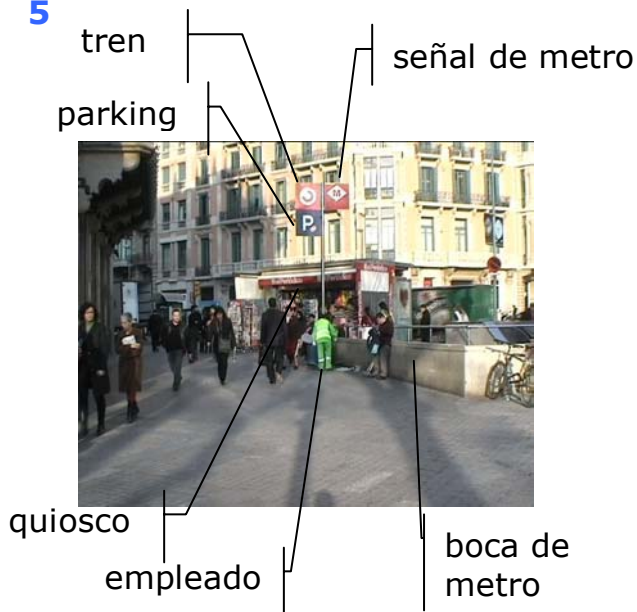 5
tren
señal de metro
parking
M
P
quiosco
empleado
boca de
metro